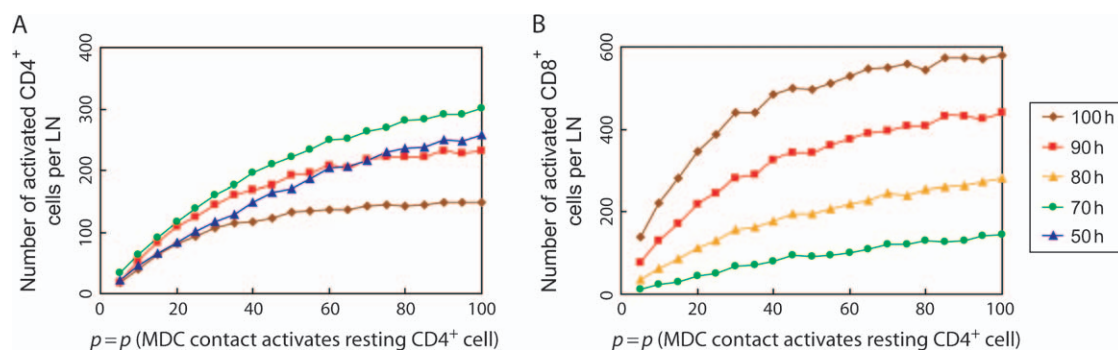 A
Number of activated CD4+
cells per LN
400
300
200
100
0
0
20
40
60
80
100
p = p (MDC contact activates resting CD4+ cell)
B
Number of activated CD8+
cells per LN
600
400
200
0
0
20
40
60
80
100
p = p (MDC contact activates resting CD4+ cell)
100 h
90 h
80 h
70 h
50 h